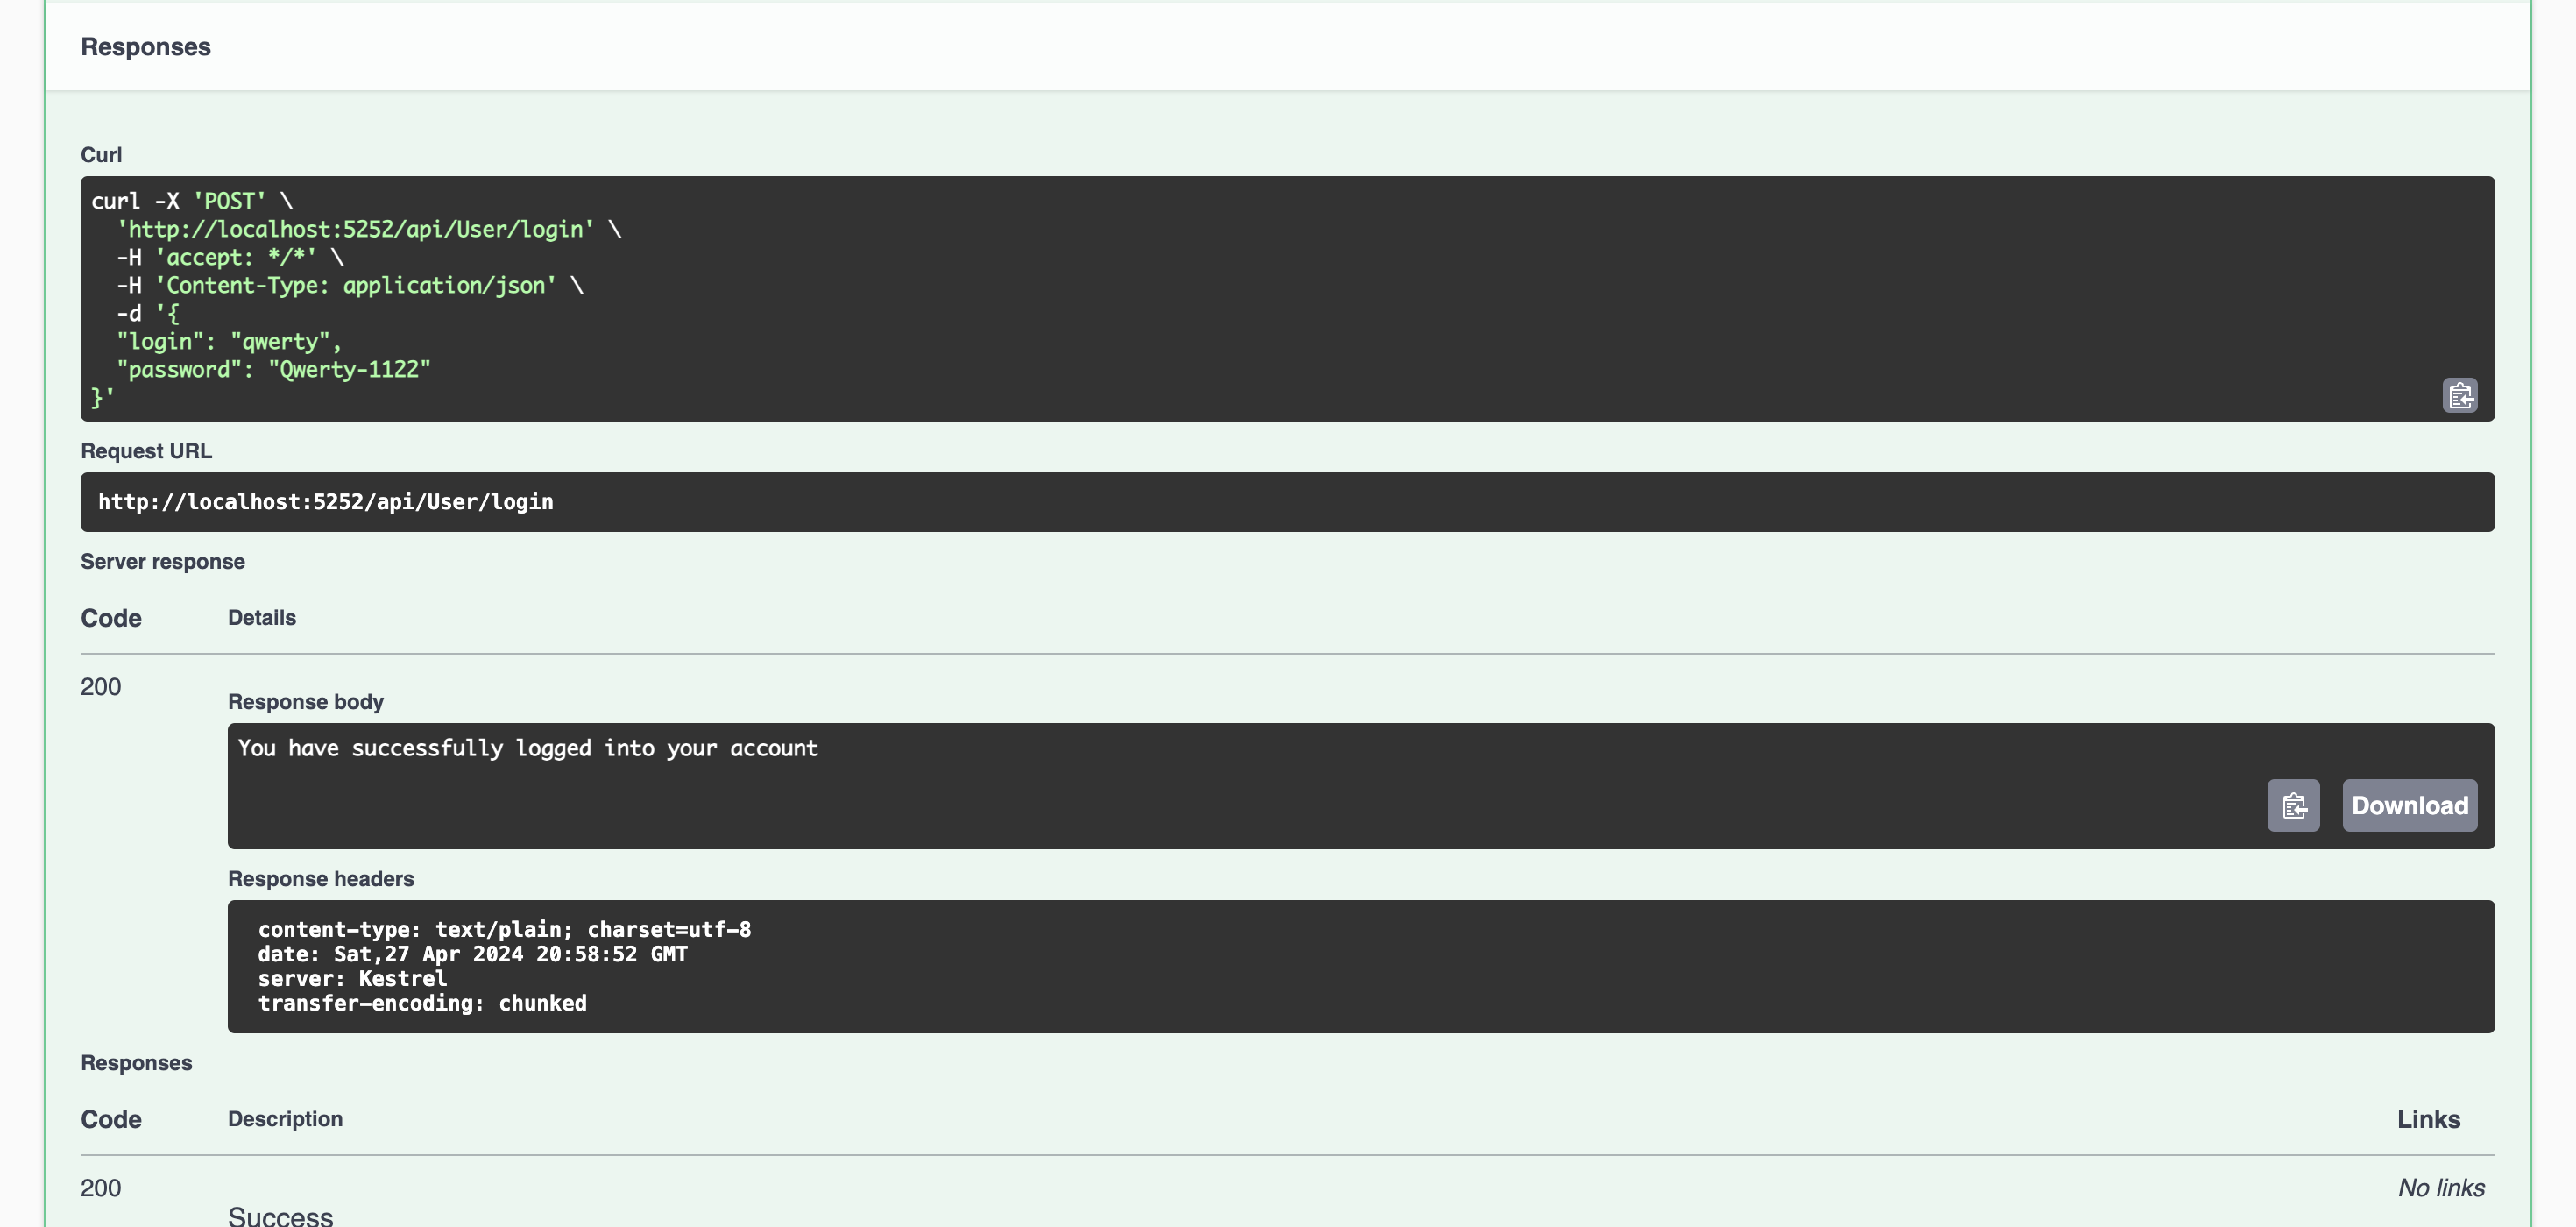 Responses
Curl
curl -X 'POST' \
'http://localhost:5252/api/User/login' \
-H 'accept: */*' \
-H 'Content-Type: application/json' \
-d '{
"login": "qwerty",
"password": "Qwerty-1122"
}'
Request URL
http://localhost:5252/api/User/login
Server response
Code Details
200
Response body
You have successfully logged into your account
Download
Response headers
content-type: text/plain; charset=utf-8
date: Sat,27 Apr 2024 20:58:52 GMT
server: Kestrel
transfer-encoding: chunked
Responses
Code Description Links
200 No links
Success